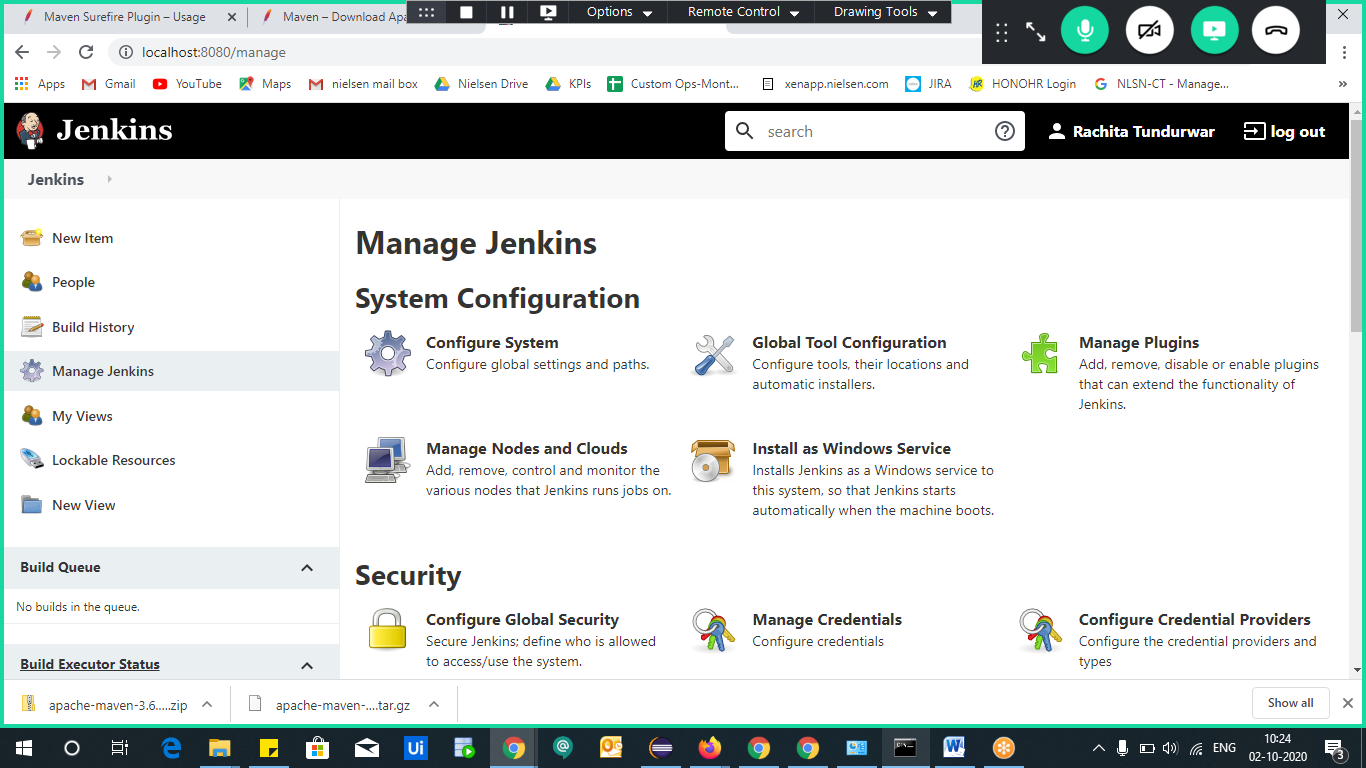 Maven Surefire Plugin – Usage
Maven – Download Apa
Options
Remote Control
Drawing Tools
localhost:8080/manage
Apps
Gmail
YouTube
Maps
nielsen mail box
Nielsen Drive
KPIs
Custom Ops-Mont...
xenapp.nielsen.com
JIRA
HONOHR Login
NLSN-CT - Manage...
Jenkins
search
Rachita Tundurwar
log out
Jenkins
New Item
People
Build History
Manage Jenkins
My Views
Lockable Resources
New View
Build Queue
No builds in the queue.
Build Executor Status
Manage Jenkins
System Configuration
Configure System
Configure global settings and paths.
Global Tool Configuration
Configure tools, their locations and
automatic installers.
Manage Plugins
Add, remove, disable or enable plugins
that can extend the functionality of
Jenkins.
Manage Nodes and Clouds
Add, remove, control and monitor the
various nodes that Jenkins runs jobs on.
Install as Windows Service
Installs Jenkins as a Windows service to
this system, so that Jenkins starts
automatically when the machine boots.
Security
Configure Global Security
Secure Jenkins; define who is allowed
to access/use the system.
Manage Credentials
Configure credentials
Configure Credential Providers
Configure the credential providers and
types
apache-maven-3.6.....zip
apache-maven-....tar.gz
Show all
Ui
ENG
10:24
02-10-2020
3